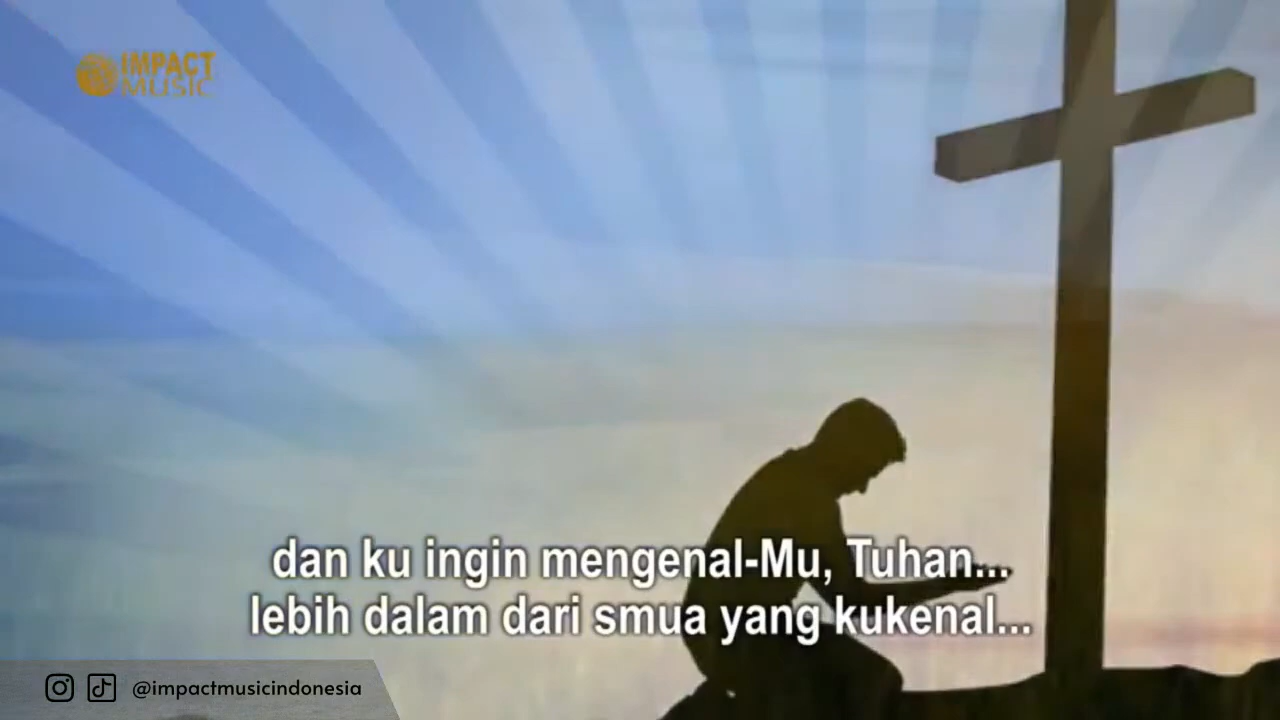 IMPACT
MUSIC
dan ku ingin mengenal-Mu, Tuhan...
lebih dalam dari smua yang kukenal...
@impactmusicindonesia